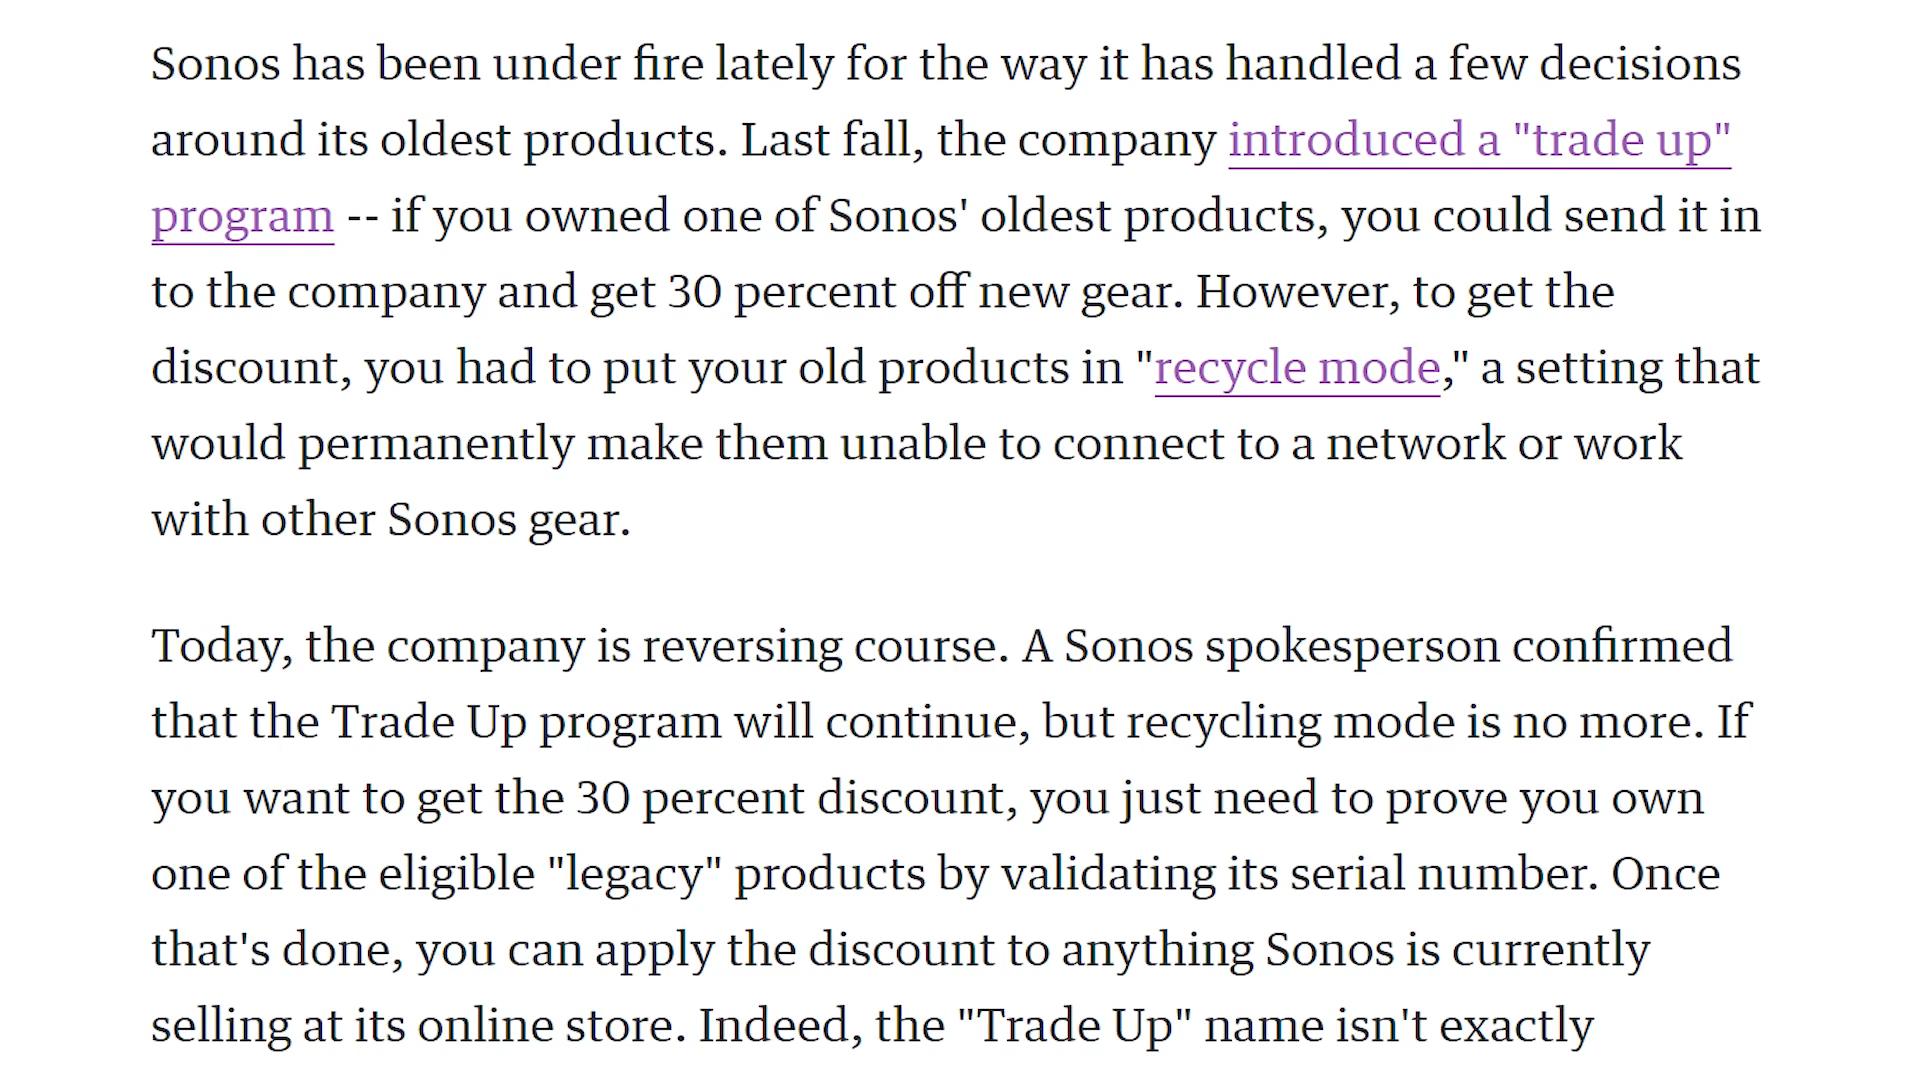 Sonos has been under fire lately for the way it has handled a few decisions
around its oldest products. Last fall, the company introduced a "trade up"
program -- if you owned one of Sonos' oldest products, you could send it in
to the company and get 30 percent off new gear. However, to get the
discount, you had to put your old products in "recycle mode," a setting that
would permanently make them unable to connect to a network or work
with other Sonos gear.
Today, the company is reversing course. A Sonos spokesperson confirmed
that the Trade Up program will continue, but recycling mode is no more. If
you want to get the 30 percent discount, you just need to prove you own
one of the eligible "legacy" products by validating its serial number. Once
that's done, you can apply the discount to anything Sonos is currently
selling at its online store. Indeed, the "Trade Up" name isn't exactly